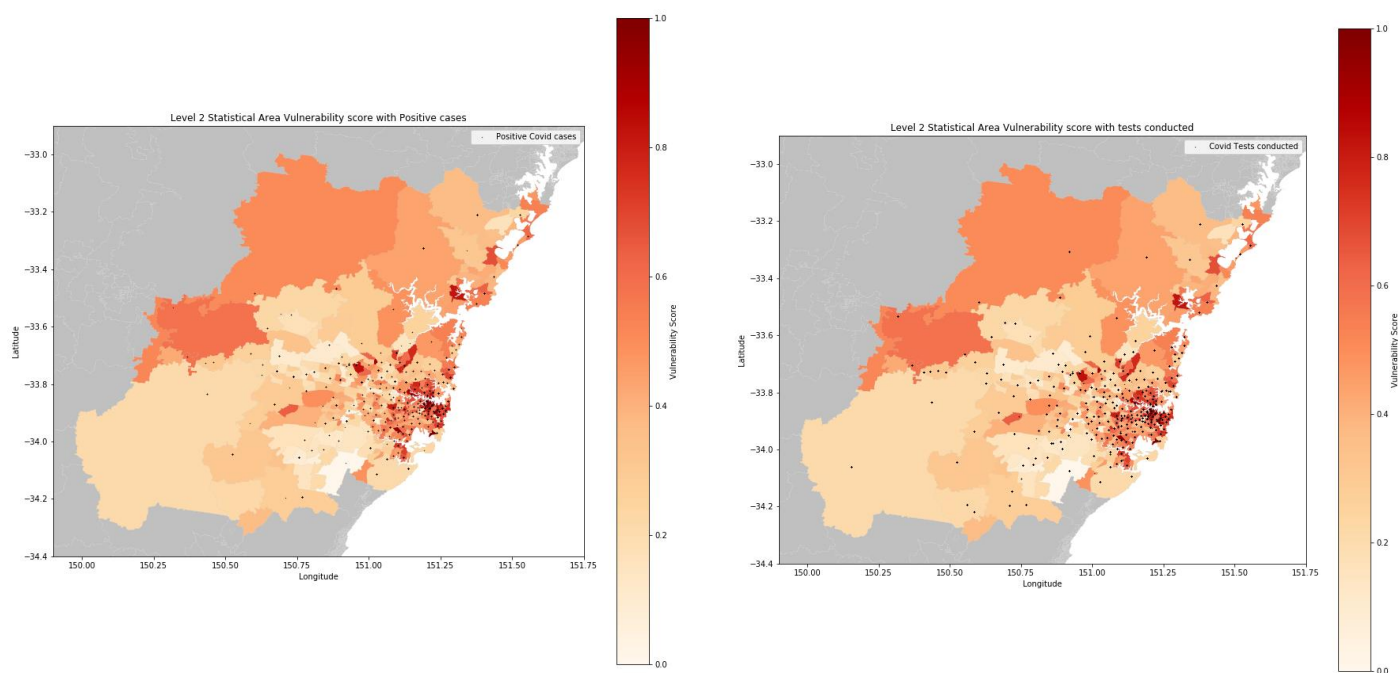 Level 2 Statistical Area Vulnerability score with Positive cases
Positive Covid cases
−33.0
−33.2
−33.4
−33.6
−33.8
−34.0
−34.2
−34.4
Latitude
150.00 150.25 150.50 150.75 151.00 151.25 151.50 151.75
Longitude
1.0
0.8
0.6
0.4
0.2
0.0
Vulnerability Score
Level 2 Statistical Area Vulnerability score with tests conducted
Covid Tests conducted
−33.0
−33.2
−33.4
−33.6
−33.8
−34.0
−34.2
−34.4
Latitude
150.00 150.25 150.50 150.75 151.00 151.25 151.50 151.75
Longitude
1.0
0.8
0.6
0.4
0.2
0.0
Vulnerability Score